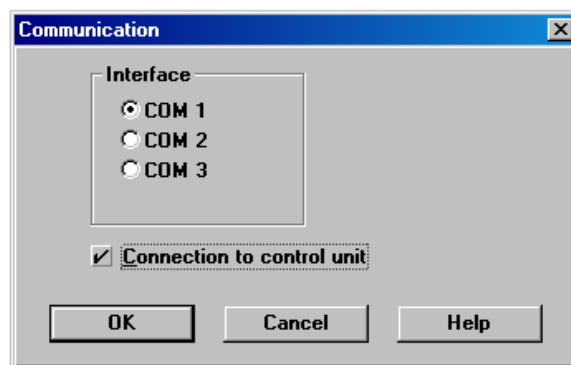 Communication
Interface
COM 1
COM 2
COM 3
Connection to control unit
OK Cancel Help